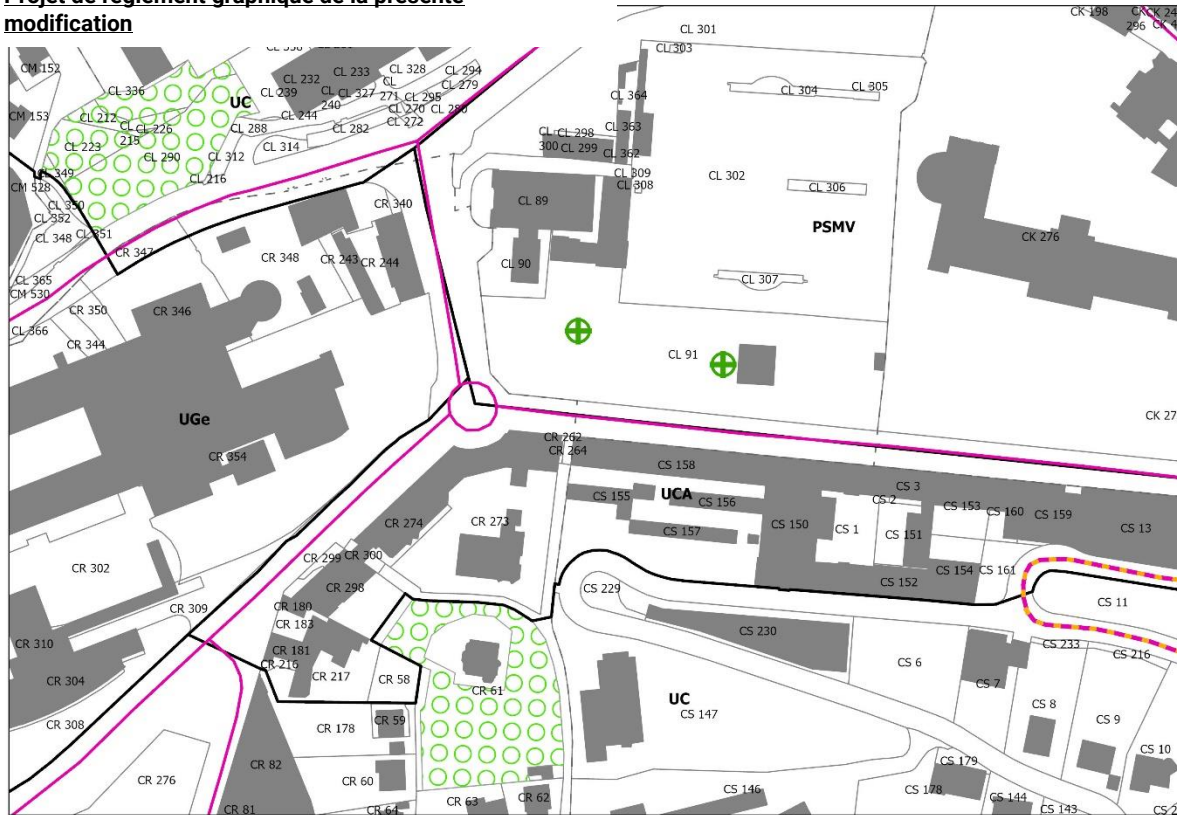 Projet de règlement graphique de la présente
modification
CL 301
CK 198
296
CL 303
CM 152
CL 232
CL 233
CL 328
CL 294
CL 336
CL 239
CL 240
CL 327
CL 271
CL 295
CL 279
CL 364
CL 304
CL 305
UC
CM 153
CL 212
CL 244
CL 270
CL 280
CL 272
CL 215
CL 226
CL 288
CL 282
CL 363
CL 300
CL 298
CL 299
CL 362
CL 223
CL 290
CL 312
CL 314
CL 309
CL 308
CL 302
CL 306
CL 349
CM 528
CL 216
CL 350
CL 352
CR 340
CL 89
PSMV
CL 348
CL 351
CK 276
CR 347
CR 348
CR 243
CR 244
CL 90
CL 307
CL 365
CM 530
CR 350
CR 346
CL 366
CR 344
CL 91
UGe
CK 27
CR 354
CR 262
CR 264
CS 158
CS 155
UCA
CS 156
CS 3
CS 2
CS 153
CS 160
CS 159
CR 274
CR 273
CS 157
CS 150
CS 1
CS 151
CS 13
CR 299
CR 300
CR 302
CR 298
CS 229
CS 152
CS 154
CS 161
CR 309
CR 180
CR 183
CS 11
CR 310
CR 181
CS 230
CS 233
CS 216
CR 216
CR 217
CR 58
CR 61
CS 6
CS 7
CR 304
UC
CS 147
CR 308
CR 178
CR 59
CS 8
CS 9
CS 10
CR 276
CR 82
CR 60
CS 179
CS 178
CS 146
CS 144
CR 81
CR 64
CR 63
CR 62
CS 143